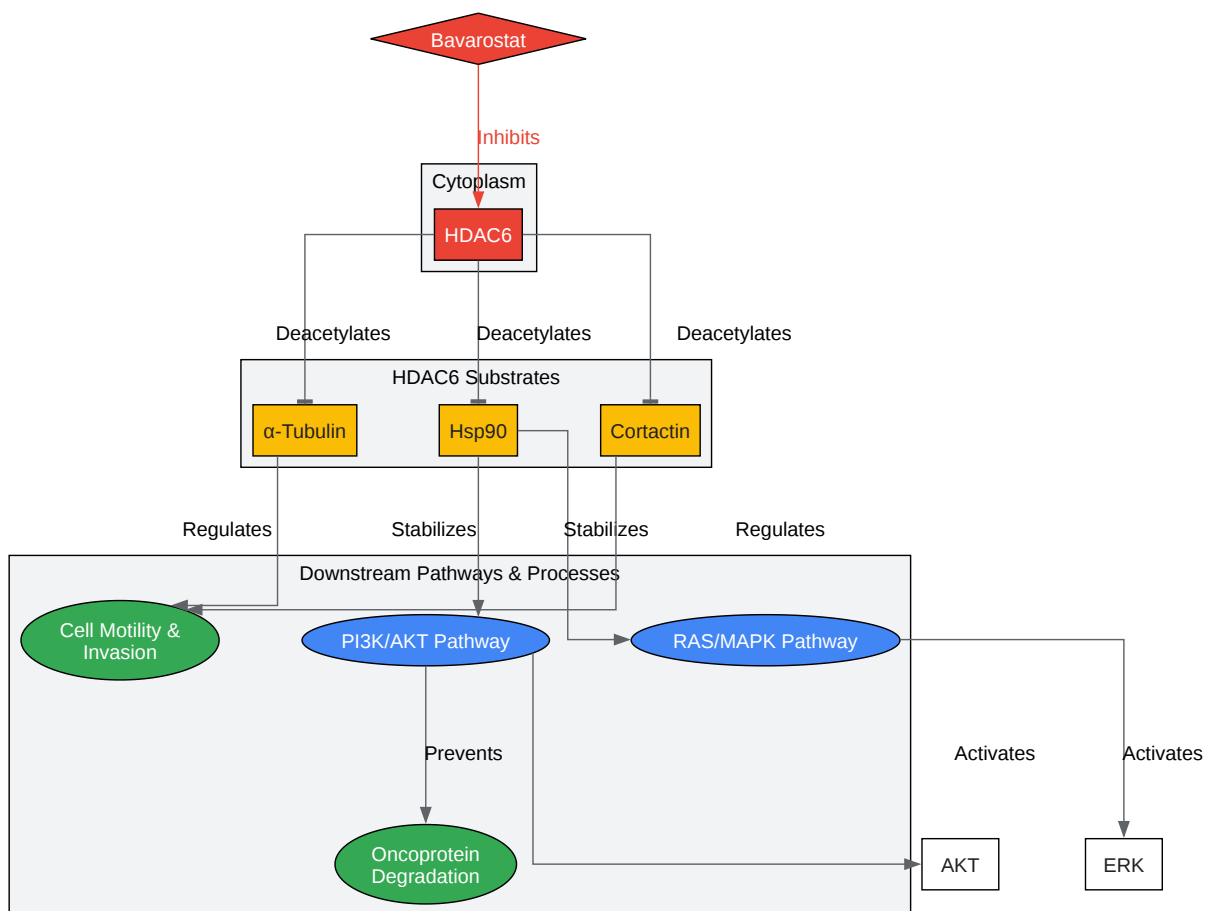 Bavarostat
Inhibits
Cytoplasm
HDAC6
Deacetylates
Deacetylates
Deacetylates
HDAC6 Substrates
α-Tubulin
Hsp90
Cortactin
Regulates
Stabilizes
Stabilizes
Regulates
Downstream Pathways & Processes
Cell Motility &
Invasion
PI3K/AKT Pathway
RAS/MAPK Pathway
Prevents
Activates
Activates
Oncoprotein
Degradation
AKT
ERK